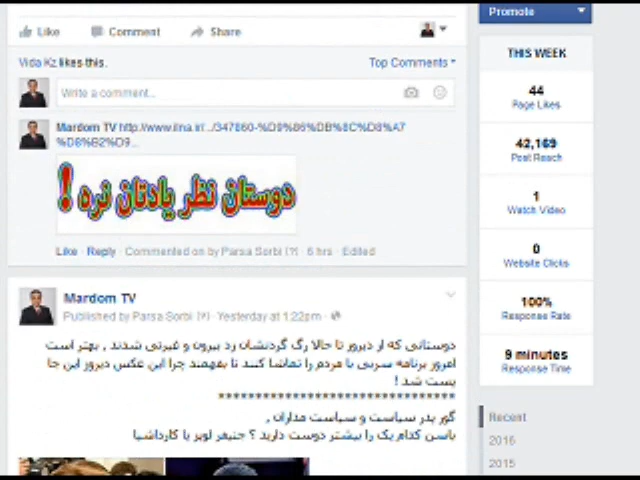 Promote
Like Comment Share
Vida Kz likes this.
Top Comments
Write a comment...
Mardom TV http://www.ilna.ir/.../347860-%D9%86%DB%8C%D8%A7
%D8%B2%D9...
دوستان نظر یادتان نره !
Like · Reply · Commented on by Parsa Sorbi [?] · 6 hrs · Edited
Mardom TV
Published by Parsa Sorbi [?] · Yesterday at 1:22pm ·
دوستانی که از دیروز تا حالا رگ گردنشان زد بیرون و غیرتی شدند , بهتر است
امروز برنامه سربی با مردم را تماشا کنند تا بفهمند چرا این عکس دیروز این جا
پست شد !
******************************
گور پدر سیاست و سیاست مداران ,
باسن کدام یک را بیشتر دوست دارید ؟ جنیفر لوپز یا کارداشیا
THIS WEEK
44
Page Likes
42,169
Post Reach
1
Watch Video
0
Website Clicks
100%
Response Rate
9 minutes
Response Time
Recent
2016
2015